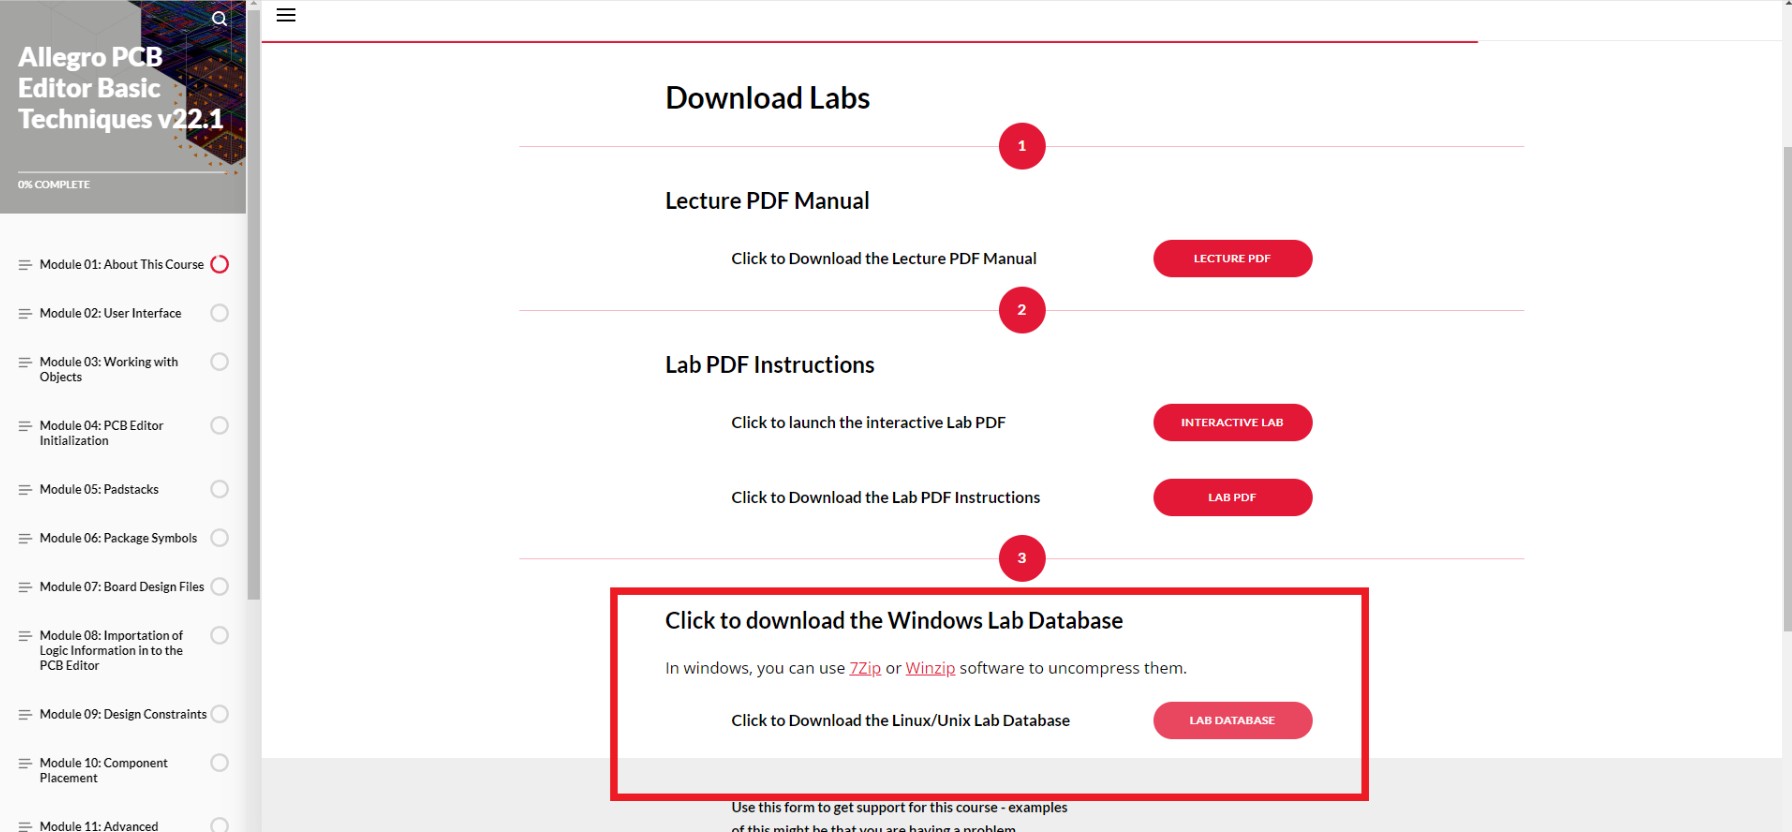 Allegro PCB
Editor Basic
Techniques v22.1
0% COMPLETE
Module 01: About This Course
Module 02: User Interface
Module 03: Working with
Objects
Module 04: PCB Editor
Initialization
Module 05: Padstacks
Module 06: Package Symbols
Module 07: Board Design Files
Module 08: Importation of
Logic Information in to the
PCB Editor
Module 09: Design Constraints
Module 10: Component
Placement
Module 11: Advanced
Download Labs
1
Lecture PDF Manual
Click to Download the Lecture PDF Manual
LECTURE PDF
2
Lab PDF Instructions
Click to launch the interactive Lab PDF
INTERACTIVE LAB
Click to Download the Lab PDF Instructions
LAB PDF
3
Click to download the Windows Lab Database
In windows, you can use 7Zip or Winzip software to uncompress them.
Click to Download the Linux/Unix Lab Database
LAB DATABASE
Use this form to get support for this course - examples
of this might be that you are having a problem